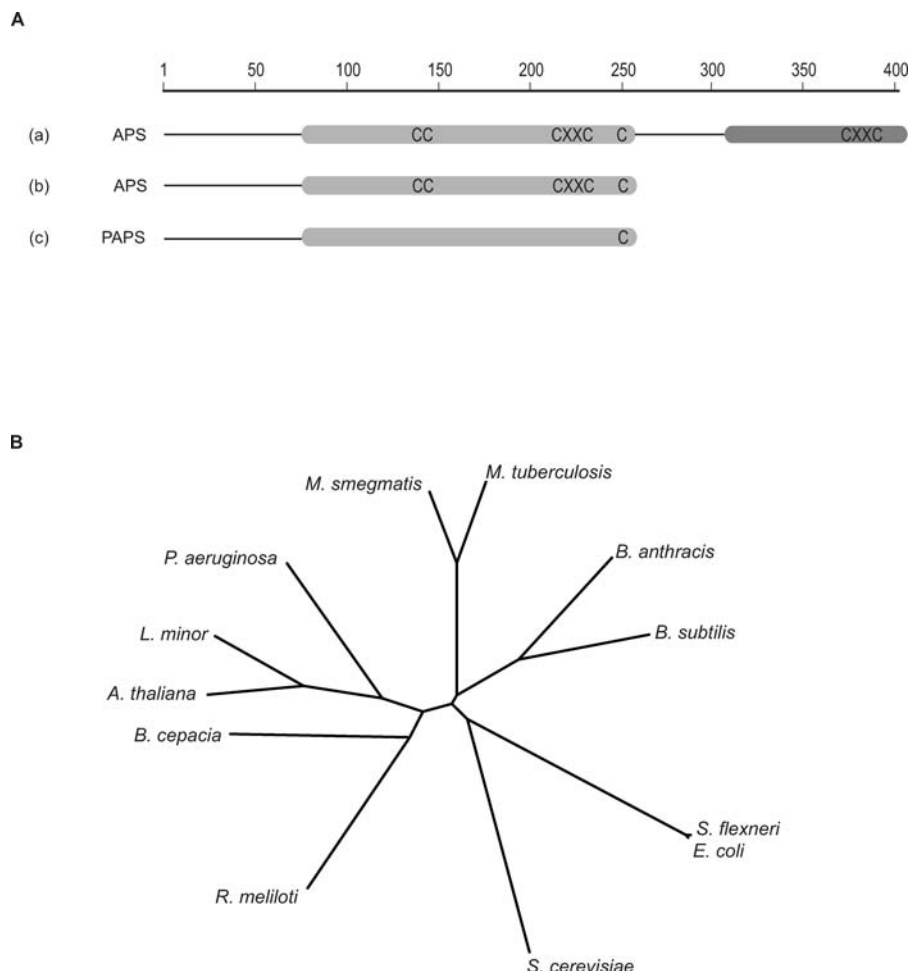 A
1 50 100 150 200 250 300 350 400
(a) APS CC CXXC C CXXC
(b) APS CC CXXC C
(c) PAPS C
B
M. smegmatis M. tuberculosis
P. aeruginosa B. anthracis
L. minor B. subtilis
A. thaliana
B. cepacia
S. flexneri
E. coli
R. meliloti
S. cerevisiae